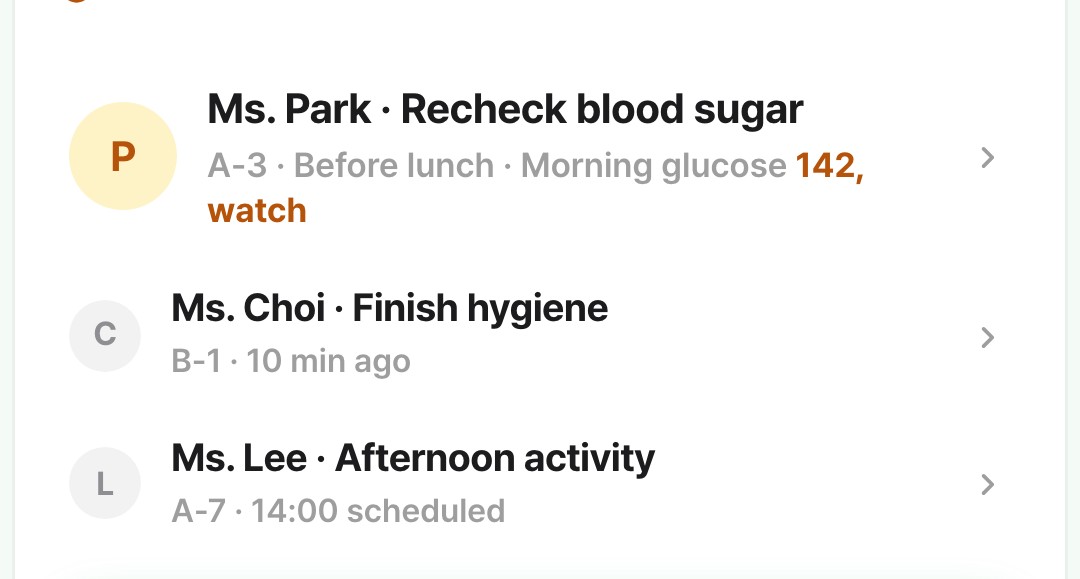 P
Ms. Park · Recheck blood sugar
A-3 · Before lunch · Morning glucose 142,
watch
C
Ms. Choi · Finish hygiene
B-1 · 10 min ago
L
Ms. Lee · Afternoon activity
A-7 · 14:00 scheduled